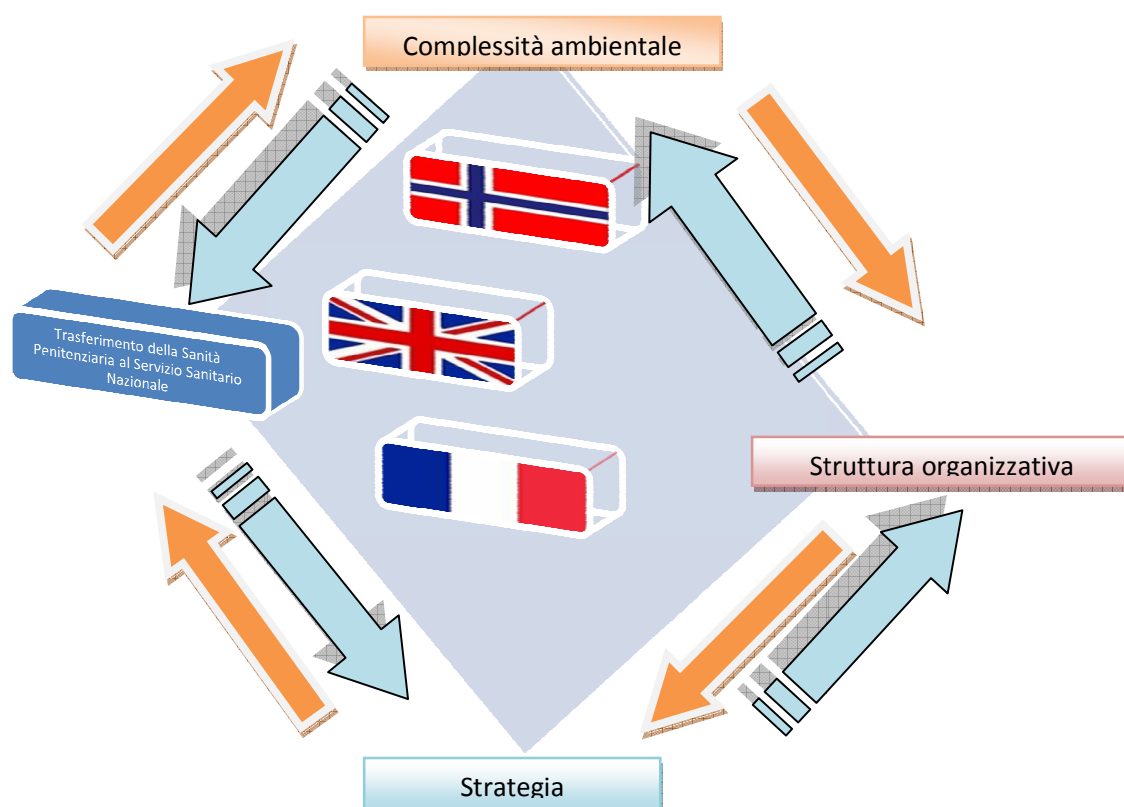 Complessità ambientale
Trasferimento della Sanità
Penitenziaria al Servizio Sanitario
Nazionale
Struttura organizzativa
Strategia